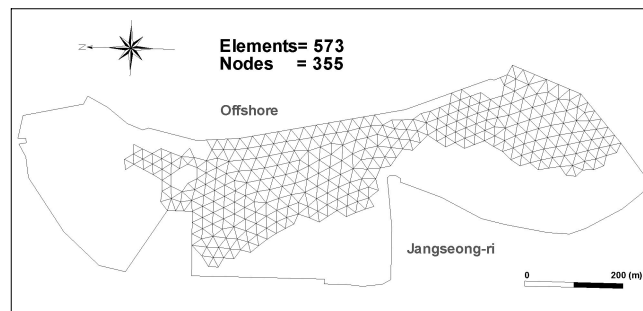 Elements= 573
Nodes = 355
N
Offshore
Jangseong-ri
0 200 (m)